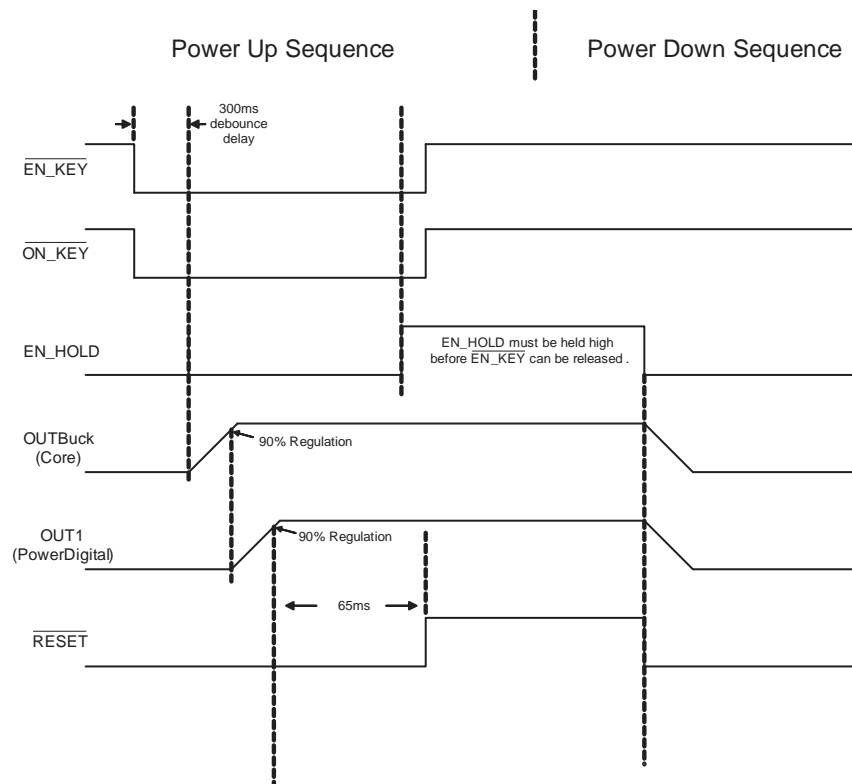 Power Up Sequence
Power Down Sequence
300ms
debounce
delay
EN_KEY
ON_KEY
EN_HOLD
EN_HOLD must be held high
before EN_KEY can be released .
OUTBuck
(Core)
90% Regulation
OUT1
(PowerDigital)
90% Regulation
65ms
RESET